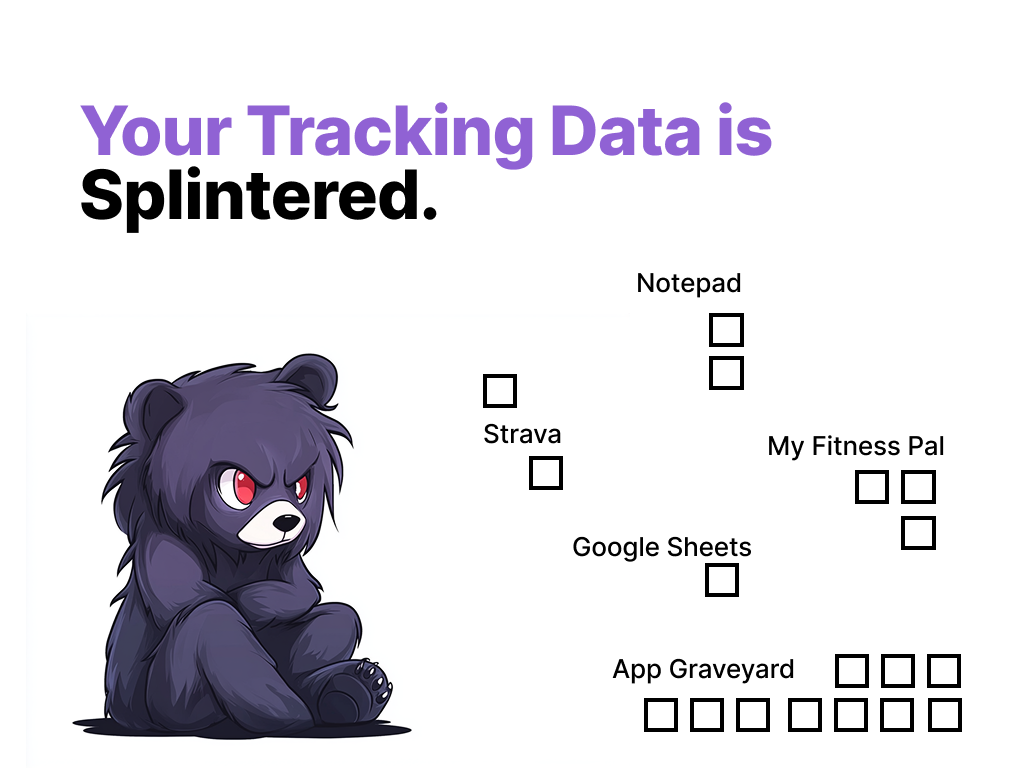 Your Tracking Data is
Splintered.
Notepad
Strava
My Fitness Pal
Google Sheets
App Graveyard